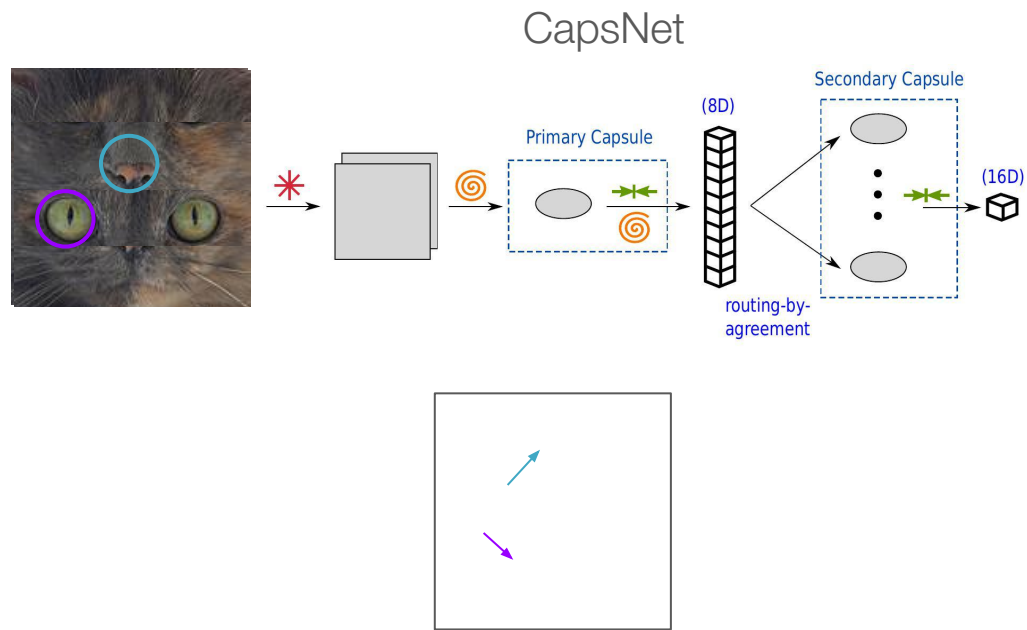 CapsNet
Secondary Capsule
(8D)
Primary Capsule
(16D)
routing-by-
agreement